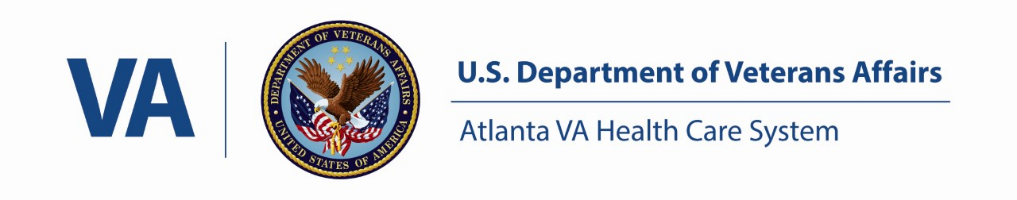 VA
DEPARTMENT OF VETERANS AFFAIRS
UNITED STATES OF AMERICA
U.S. Department of Veterans Affairs
Atlanta VA Health Care System